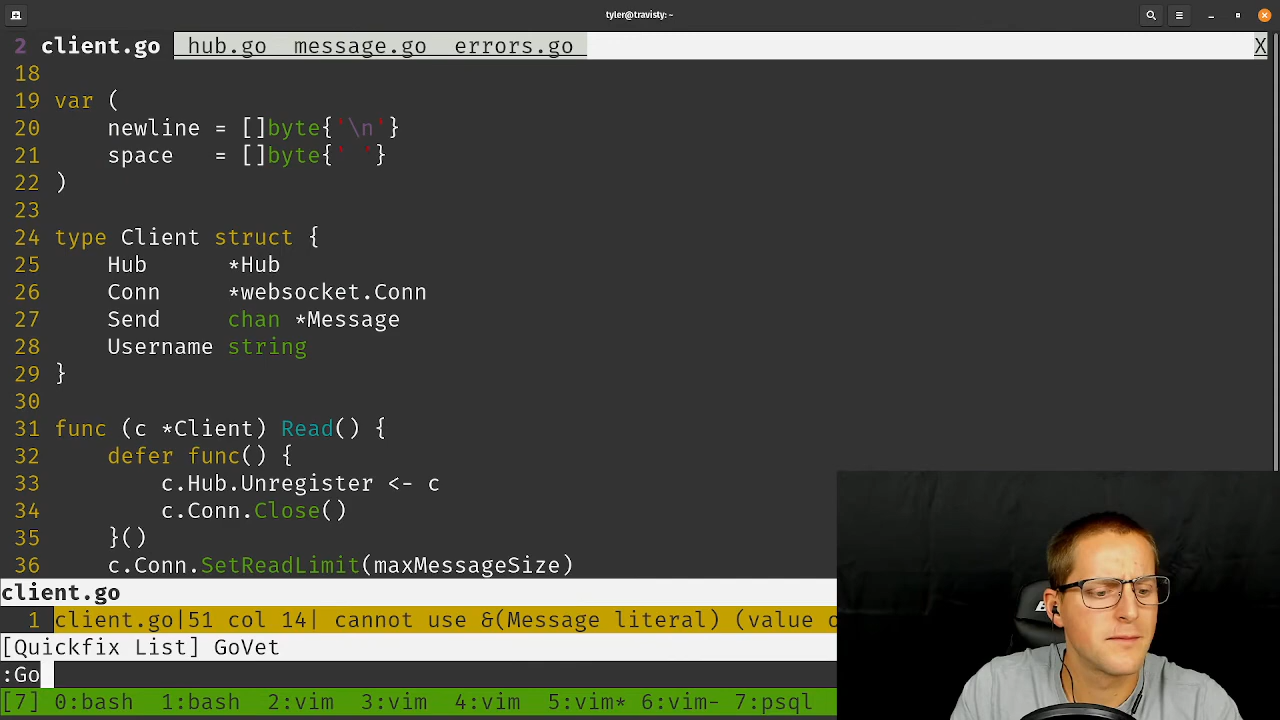 tyler@travisty: ~
2 client.go hub.go message.go errors.go X
18
19 var (
20     newline = []byte{'\n'}
21     space   = []byte{' '}
22 )
23
24 type Client struct {
25     Hub      *Hub
26     Conn     *websocket.Conn
27     Send     chan *Message
28     Username string
29 }
30
31 func (c *Client) Read() {
32     defer func() {
33         c.Hub.Unregister <- c
34         c.Conn.Close()
35     }()
36     c.Conn.SetReadLimit(maxMessageSize)
client.go
1 client.go|51 col 14| cannot use &(Message literal) (value
[Quickfix List] GoVet
:Go
[7] 0:bash 1:bash 2:vim 3:vim 4:vim 5:vim* 6:vim- 7:psql